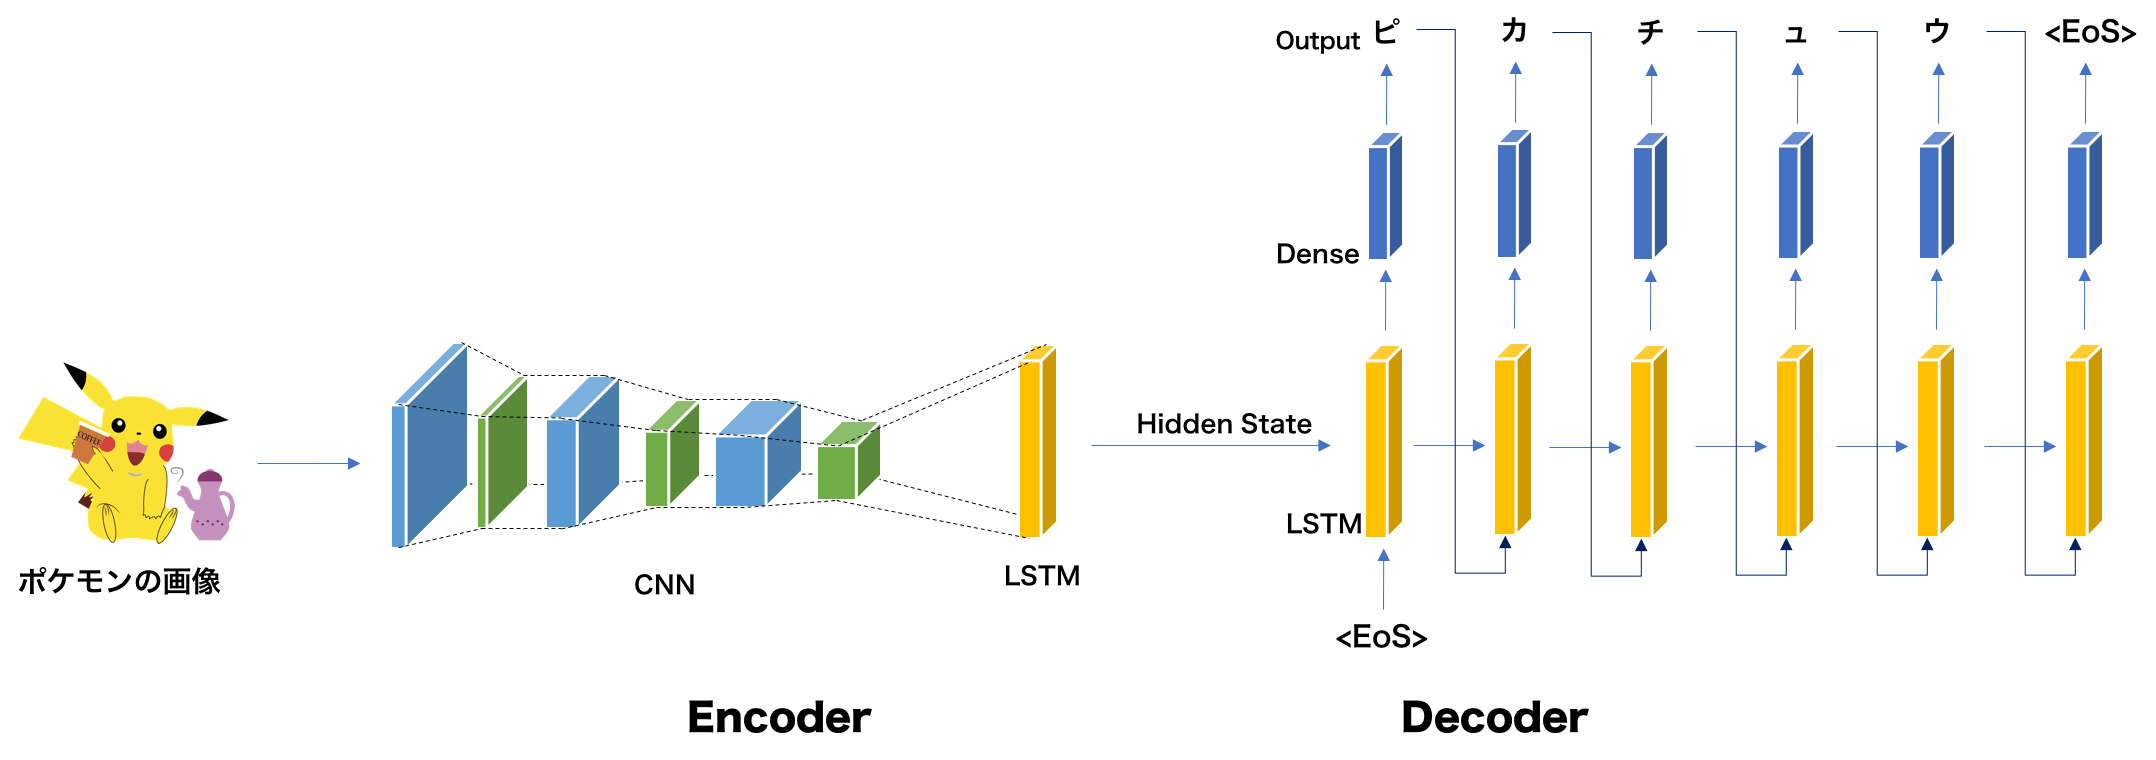 Output ピ カ チ ュ ウ <EoS>
Dense
COFFEE
Hidden State
LSTM
ポケモンの画像
CNN
LSTM
<EoS>
Encoder
Decoder